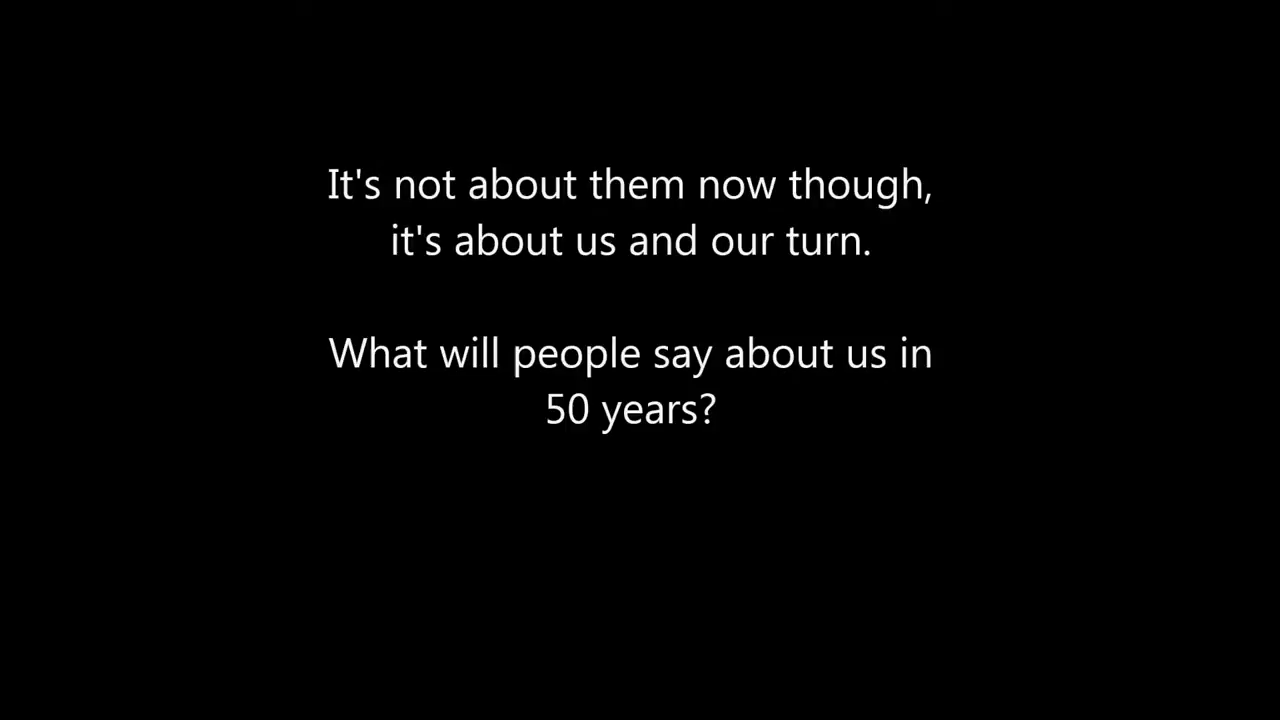 It's not about them now though,
it's about us and our turn.
What will people say about us in
50 years?